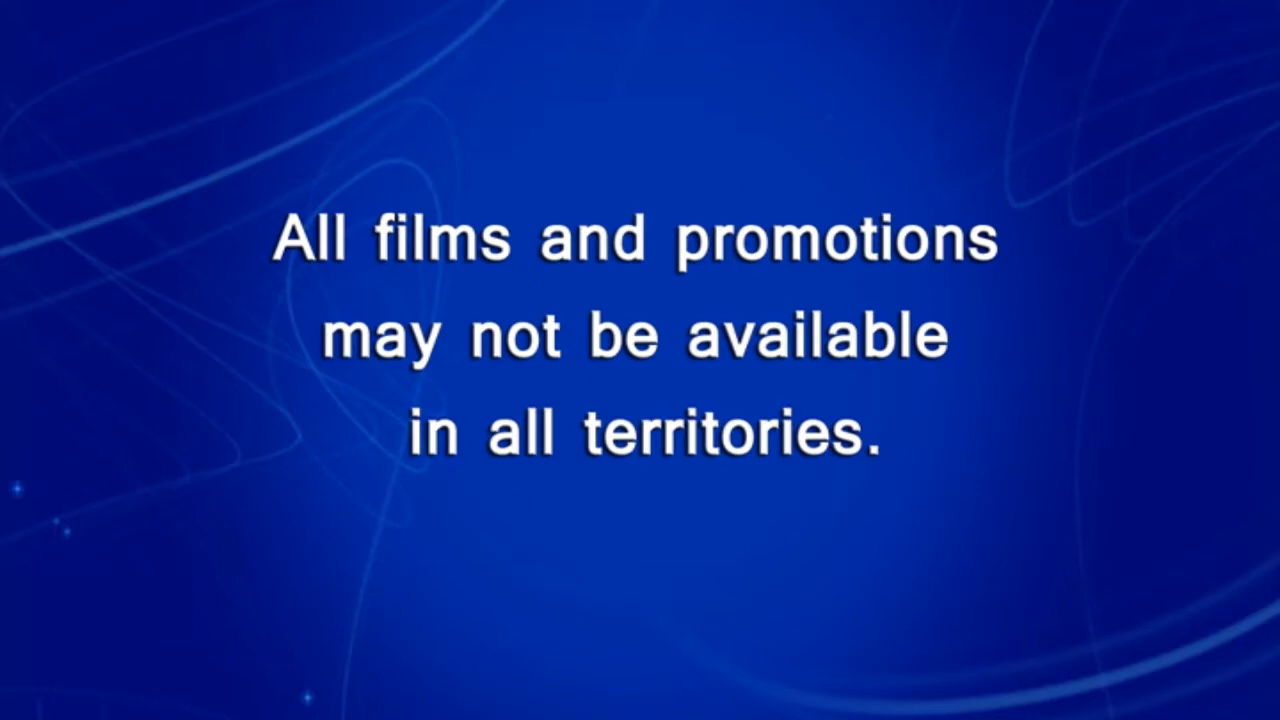 All films and promotions
may not be available
in all territories.